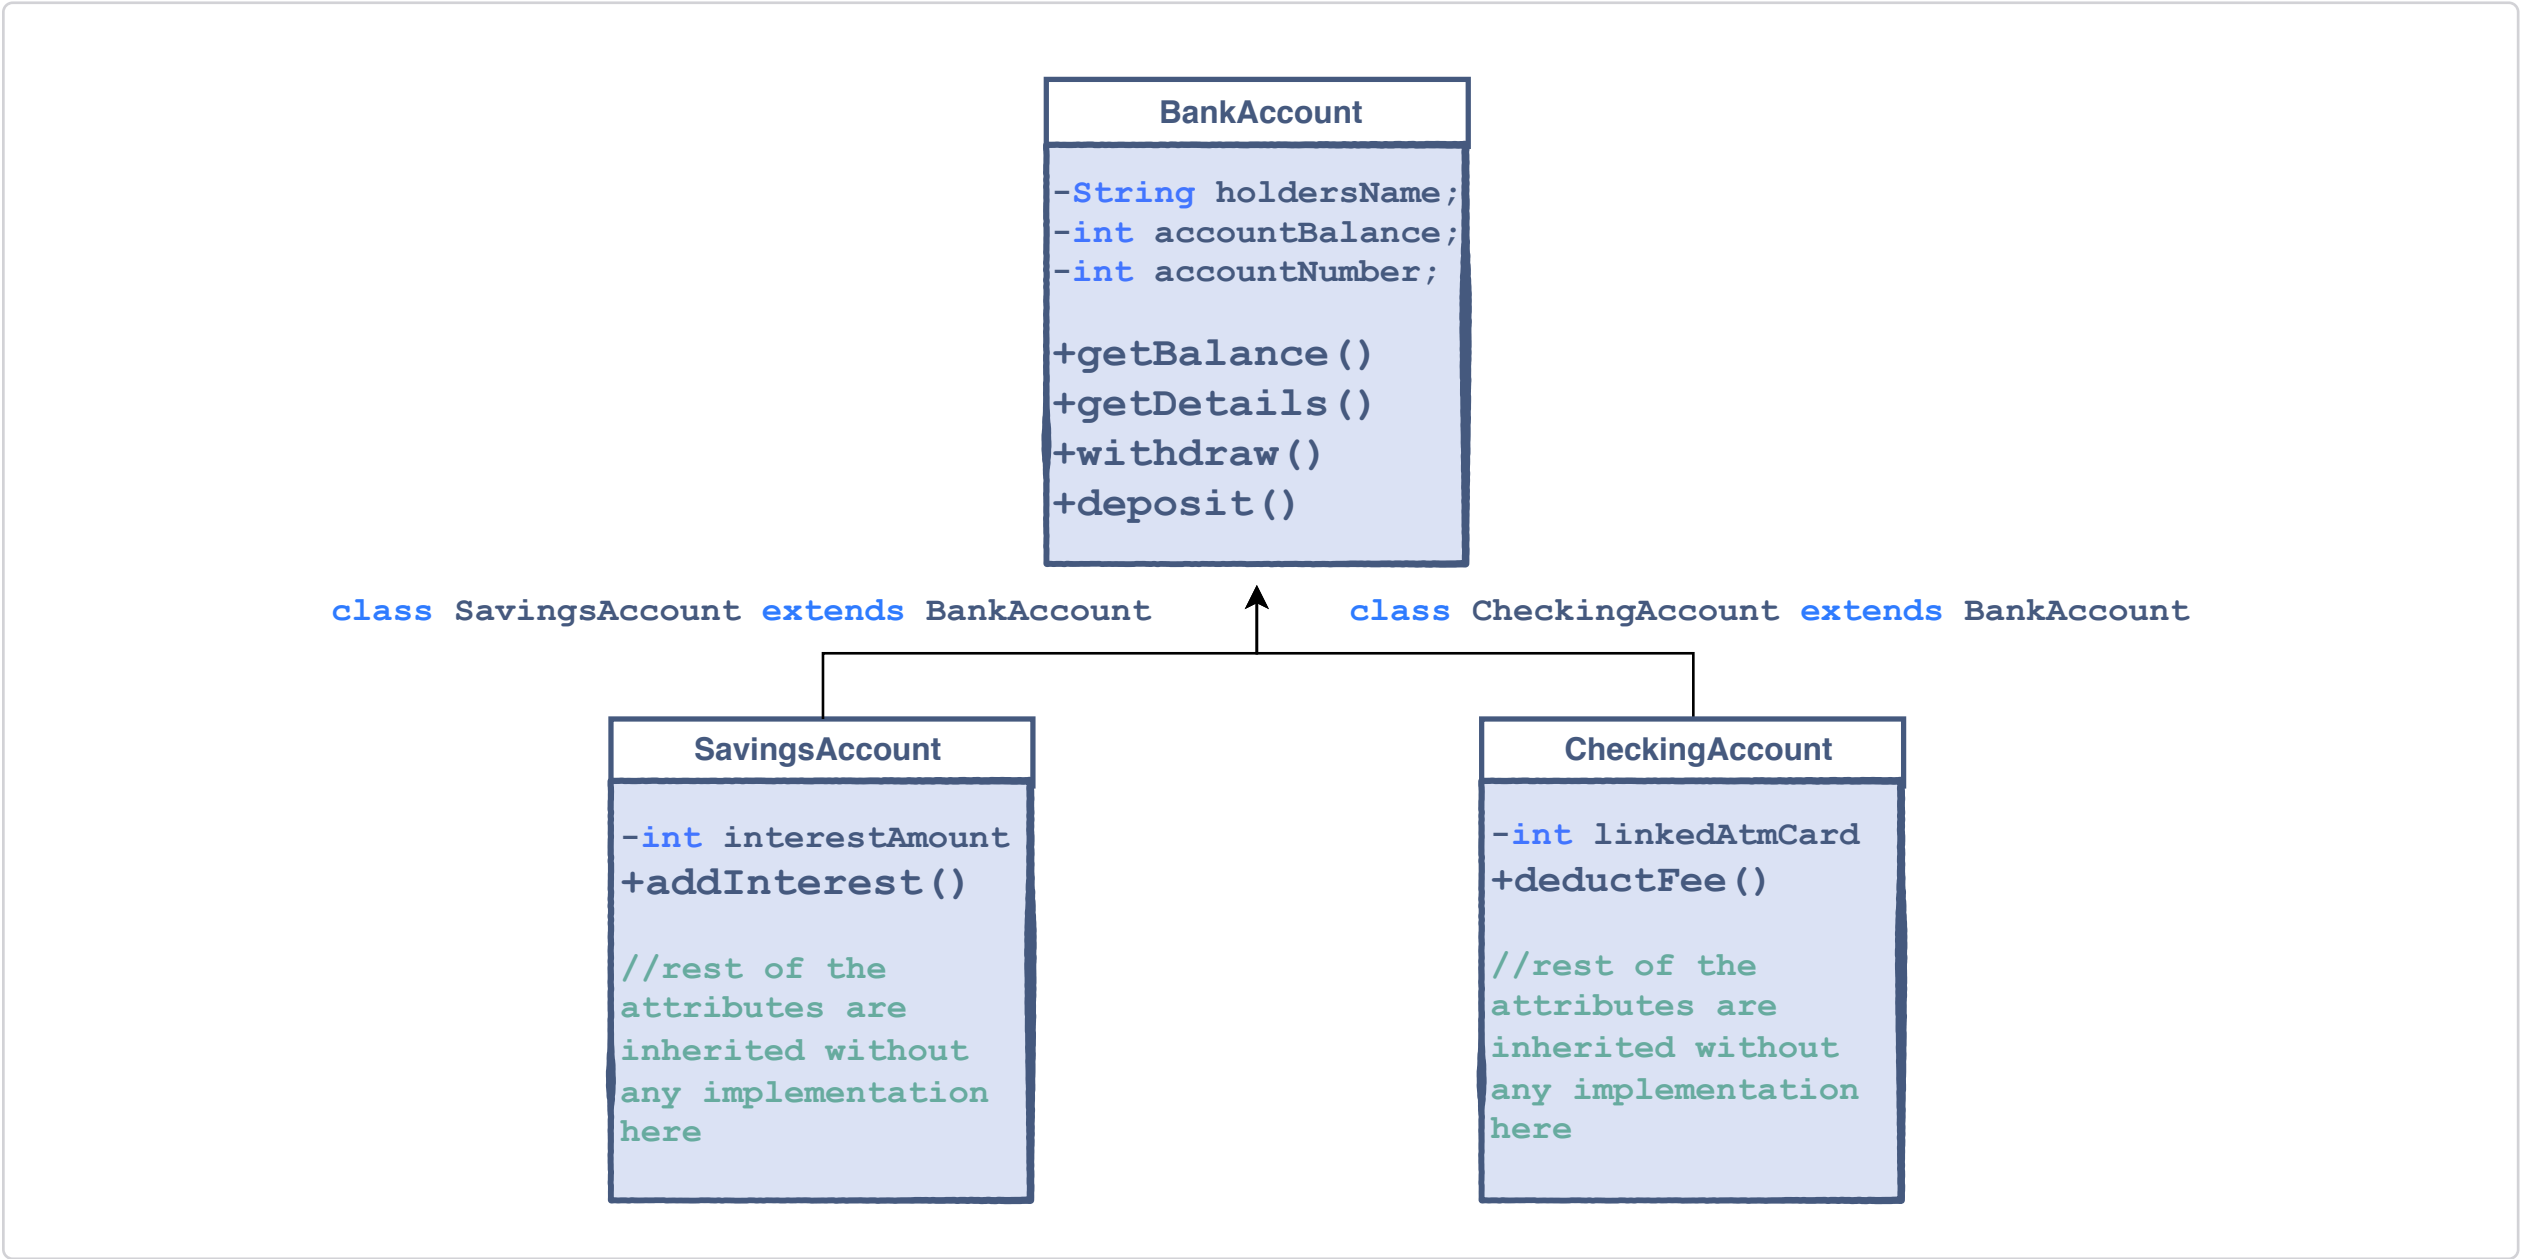 BankAccount
-String holdersName;
-int accountBalance;
-int accountNumber;
+getBalance()
+getDetails()
+withdraw()
+deposit()
class SavingsAccount extends BankAccount
class CheckingAccount extends BankAccount
SavingsAccount
-int interestAmount
+addInterest()
//rest of the
attributes are
inherited without
any implementation
here
CheckingAccount
-int linkedAtmCard
+deductFee()
//rest of the
attributes are
inherited without
any implementation
here